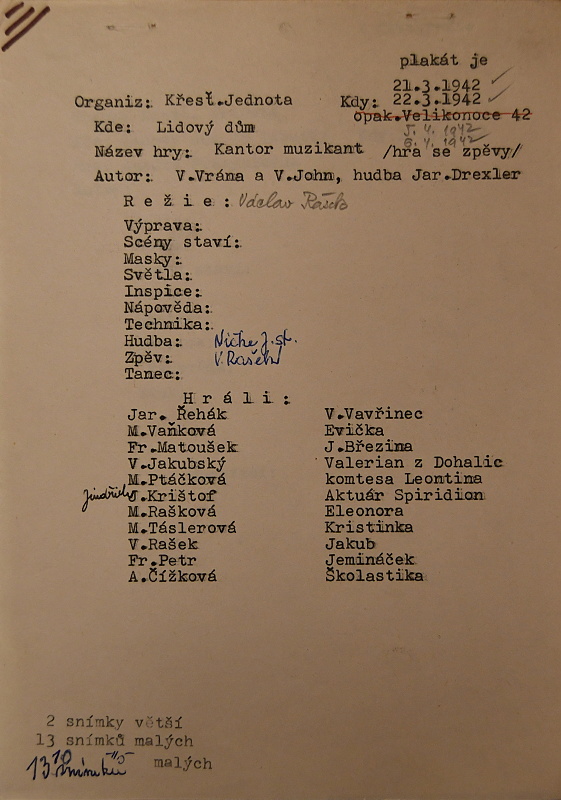 plakát je
21.3.1942
Organiz: Křesť.Jednota Kdy: 22.3.1942
opak.Velikonoce 42
5.4.1942
6.4.1942
Kde: Lidový dům
Název hry: Kantor muzikant /hra se zpěvy/
Autor: V.Vrána a V.John, hudba Jar.Drexler
Režie: Václav Rašek
Výprava:
Scény staví:
Masky:
Světla:
Inspice:
Nápověda:
Technika:
Hudba: J. st.
Zpěv: V.Rašek
Tanec:
Hráli:
Jar. Řehák V.Vavřinec
M.Vaňková Evička
Fr.Matoušek J.Březina
V.Jakubský Valerian z Dohalic
M.Ptáčková komtesa Leontina
Jindřich J.Krištof Aktuár Spiridion
M.Rašková Eleonora
M.Táslerová Kristinka
V.Rašek Jakub
Fr.Petr Jemináček
A.Čížková Školastika
2 snímky větší
13 snímků malých
13 snímků malých